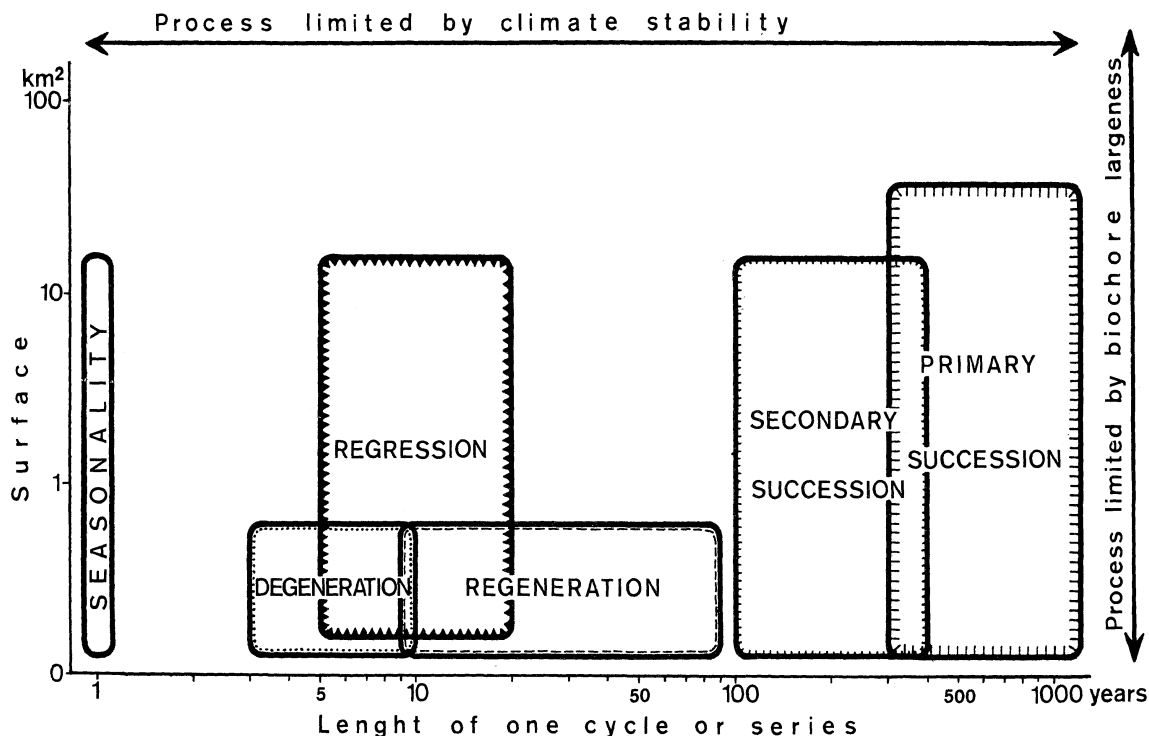 Process limited by climate stability
km2
100
10
1
0
Surface
SEASONALITY
REGRESSION
DEGENERATION
REGENERATION
SECONDARY
SUCCESSION
PRIMARY
SUCCESSION
Process limited by biochore largeness
1 5 10 50 100 500 1000 years
Lenght of one cycle or series